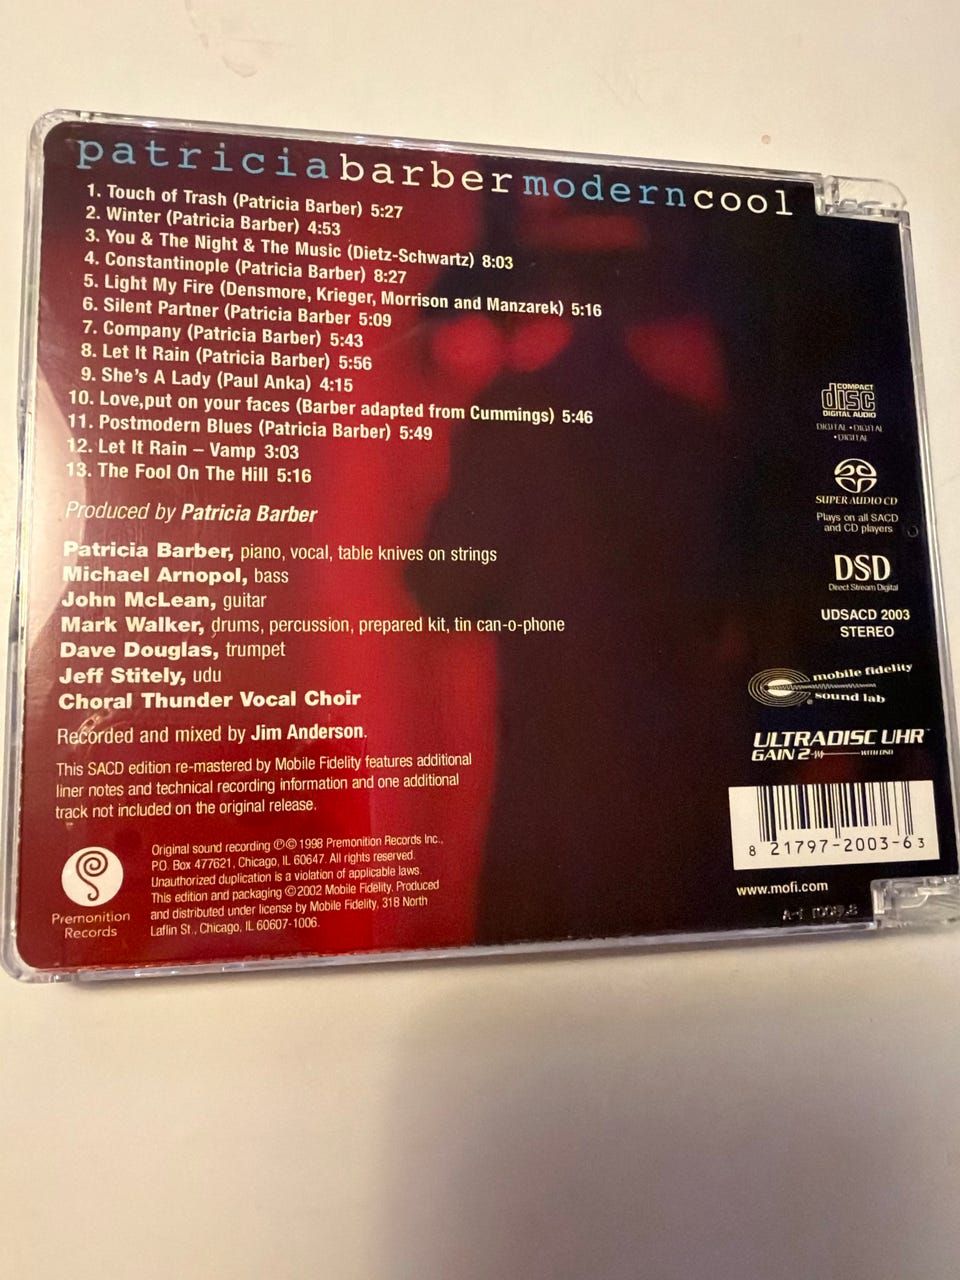 patriciabarbermoderncool
1. Touch of Trash (Patricia Barber) 5:27
2. Winter (Patricia Barber) 4:53
3. You & The Night & The Music (Dietz-Schwartz) 8:03
4. Constantinople (Patricia Barber) 8:27
5. Light My Fire (Densmore, Krieger, Morrison and Manzarek) 5:16
6. Silent Partner (Patricia Barber 5:09
7. Company (Patricia Barber) 5:43
8. Let It Rain (Patricia Barber) 5:56
9. She's A Lady (Paul Anka) 4:15
10. Love,put on your faces (Barber adapted from Cummings) 5:46
11. Postmodern Blues (Patricia Barber) 5:49
12. Let It Rain – Vamp 3:03
13. The Fool On The Hill 5:16
Produced by Patricia Barber
Patricia Barber, piano, vocal, table knives on strings
Michael Arnopol, bass
John McLean, guitar
Mark Walker, drums, percussion, prepared kit, tin can-o-phone
Dave Douglas, trumpet
Jeff Stitely, udu
Choral Thunder Vocal Choir
Recorded and mixed by Jim Anderson.
This SACD edition re-mastered by Mobile Fidelity features additional
liner notes and technical recording information and one additional
track not included on the original release.
Premonition
Records
Original sound recording ℗© 1998 Premonition Records Inc.,
P.O. Box 477621, Chicago, IL 60647. All rights reserved.
Unauthorized duplication is a violation of applicable laws.
This edition and packaging ©2002 Mobile Fidelity. Produced
and distributed under license by Mobile Fidelity, 318 North
Laflin St., Chicago, IL 60607-1006.
COMPACT
disc
DIGITAL AUDIO
DIGITAL • DIGITAL
• DIGITAL
SUPER AUDIO CD
Plays on all SACD
and CD players
DSD
Direct Stream Digital
UDSACD 2003
STEREO
mobile fidelity
sound lab
ULTRADISC UHR™
GAIN 2 WITH DSD
8 21797-2003-6 3
www.mofi.com